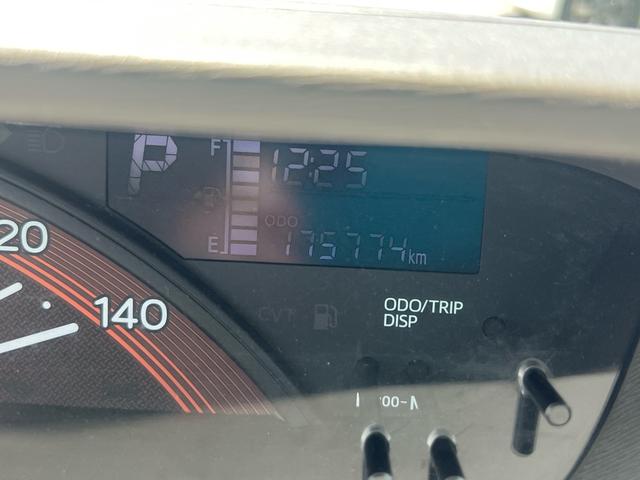 P
F
12:25
ODO
E
175774km
20
140
CVT
ODO/TRIP
DISP